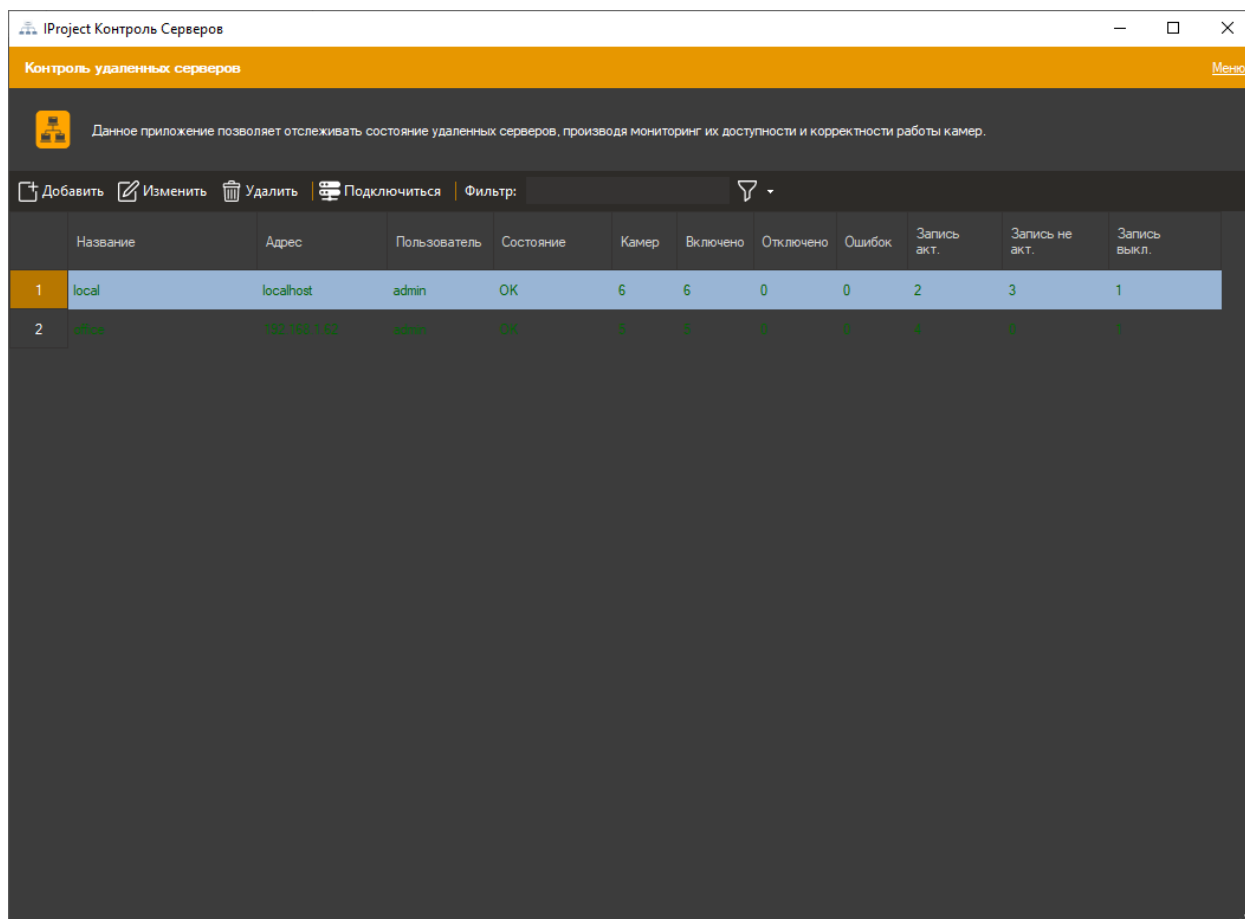 IProject Контроль Серверов
Контроль удаленных серверов Меню
Данное приложение позволяет отслеживать состояние удаленных серверов, производя мониторинг их доступности и корректности работы камер.
Добавить Изменить Удалить Подключиться Фильтр:
Название Адрес Пользователь Состояние Камер Включено Отключено Ошибок Запись акт. Запись не акт. Запись выкл.
1 local localhost admin OK 6 6 0 0 2 3 1
2 admin OK